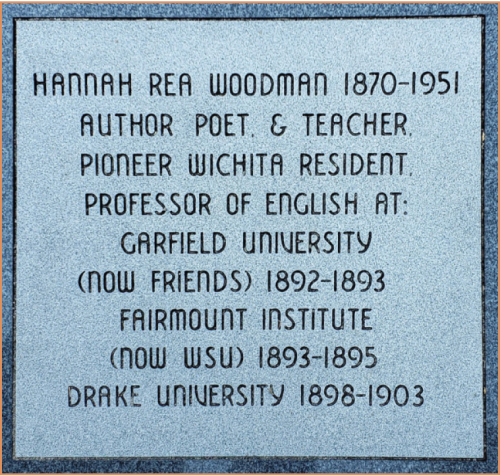 HANNAH REA WOODMAN 1870-1951
AUTHOR POET, & TEACHER,
PIONEER WICHITA RESIDENT,
PROFESSOR OF ENGLISH AT:
GARFIELD UNIVERSITY
(NOW FRIENDS) 1892-1893
FAIRMOUNT INSTITUTE
(NOW WSU) 1893-1895
DRAKE UNIVERSITY 1898-1903